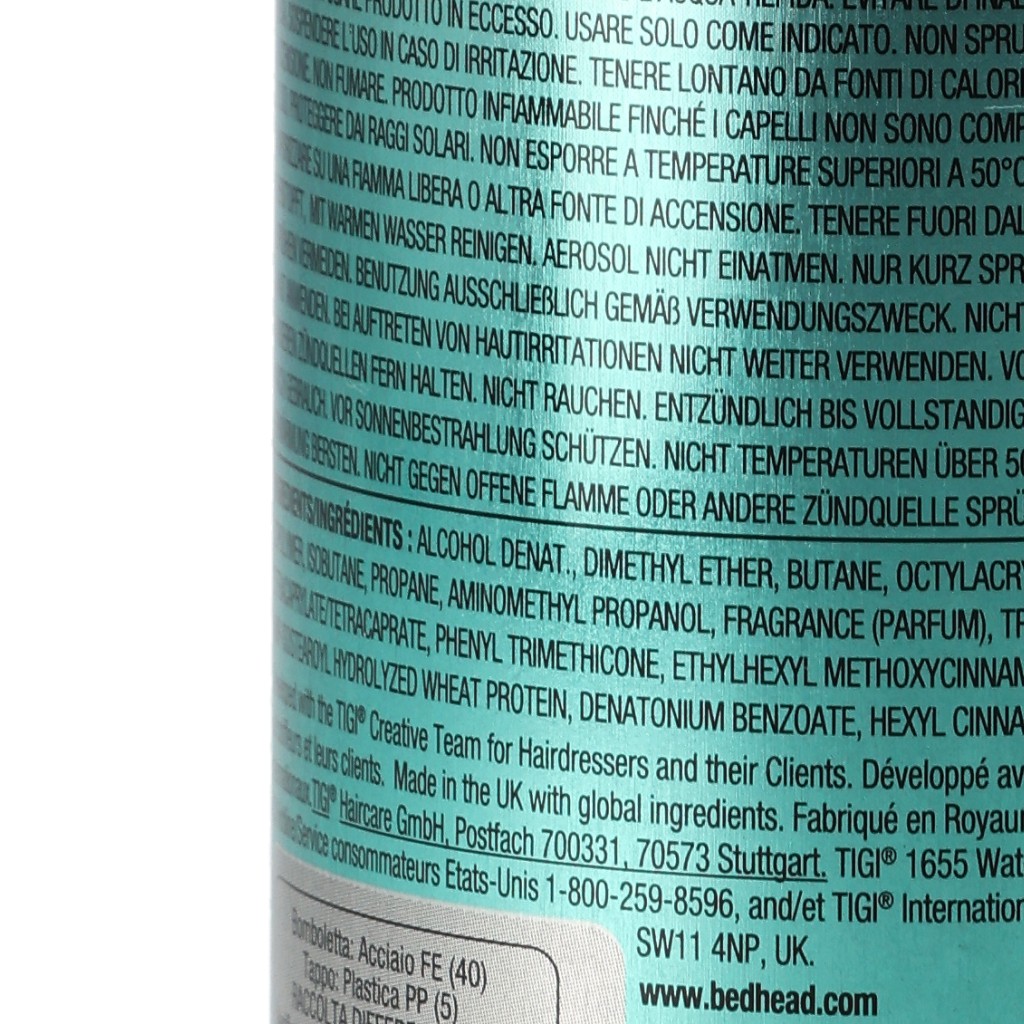 PRODOTTO IN ECCESSO. USARE SOLO COME INDICATO. NON SPRU
SOSPENDERE L'USO IN CASO DI IRRITAZIONE. TENERE LONTANO DA FONTI DI CALOR
NON FUMARE. PRODOTTO INFIAMMABILE FINCHÉ I CAPELLI NON SONO COMP
PROTEGGERE DAI RAGGI SOLARI. NON ESPORRE A TEMPERATURE SUPERIORI A 50°C
SU UNA FIAMMA LIBERA O ALTRA FONTE DI ACCENSIONE. TENERE FUORI DAL
MIT WARMEN WASSER REINIGEN. AEROSOL NICHT EINATMEN. NUR KURZ SPR
VERMEIDEN. BENUTZUNG AUSSCHLIEßLICH GEMÄß VERWENDUNGSZWECK. NICHT
BEI AUFTRETEN VON HAUTIRRITATIONEN NICHT WEITER VERWENDEN. VO
ZÜNDQUELLEN FERN HALTEN. NICHT RAUCHEN. ENTZÜNDLICH BIS VOLLSTANDIG
VOR SONNENBESTRAHLUNG SCHÜTZEN. NICHT TEMPERATUREN ÜBER 50
BERSTEN. NICHT GEGEN OFFENE FLAMME ODER ANDERE ZÜNDQUELLE SPRÜ
INGRÉDIENTS : ALCOHOL DENAT., DIMETHYL ETHER, BUTANE, OCTYLACRY
ISOBUTANE, PROPANE, AMINOMETHYL PROPANOL, FRAGRANCE (PARFUM), TR
TETRACAPRATE, PHENYL TRIMETHICONE, ETHYLHEXYL METHOXYCINNAM
HYDROLYZED WHEAT PROTEIN, DENATONIUM BENZOATE, HEXYL CINNA
with the TIGI® Creative Team for Hairdressers and their Clients. Développé av
et leurs clients. Made in the UK with global ingredients. Fabriqué en Royau
TIGI® Haircare GmbH, Postfach 700331, 70573 Stuttgart. TIGI® 1655 Wat
Service consommateurs Etats-Unis 1-800-259-8596, and/et TIGI® Internation
SW11 4NP, UK.
www.bedhead.com
Bomboletta: Acciaio FE (40)
Tappo: Plastica PP (5)
RACCOLTA DIFFERE